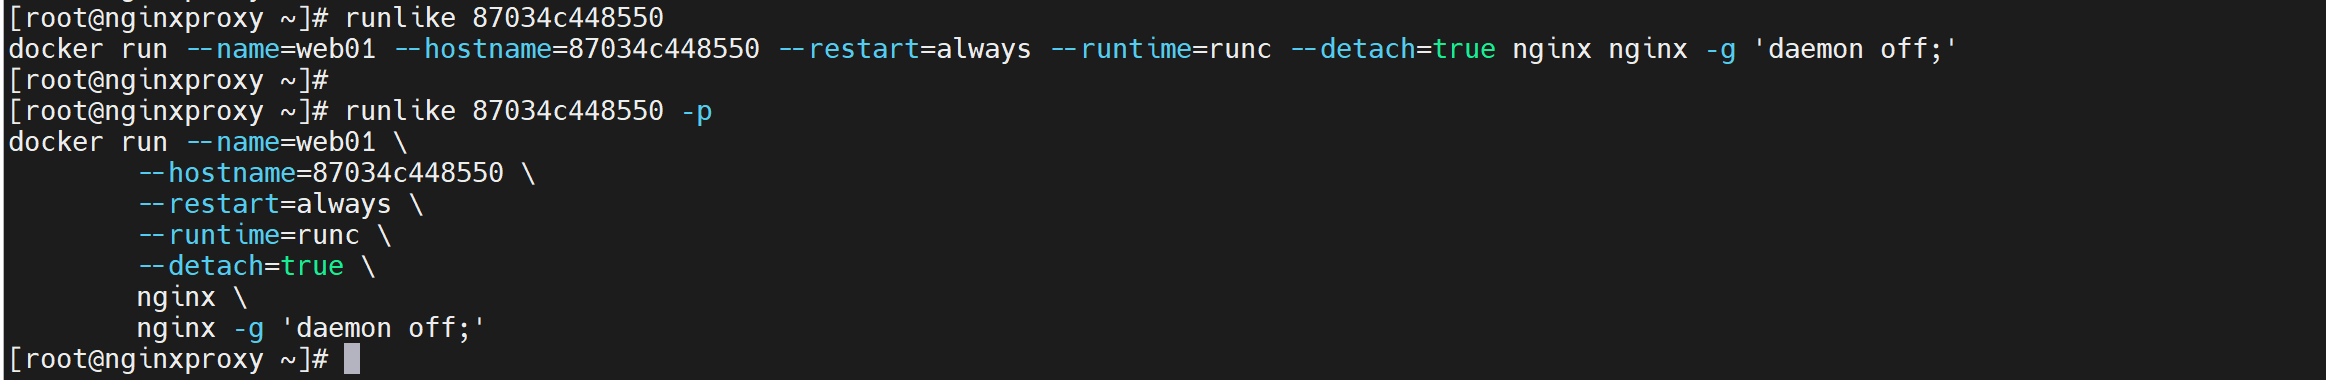 [root@nginxproxy ~]# runlike 87034c448550
docker run --name=web01 --hostname=87034c448550 --restart=always --runtime=runc --detach=true nginx nginx -g 'daemon off;'
[root@nginxproxy ~]#
[root@nginxproxy ~]# runlike 87034c448550 -p
docker run --name=web01 \
        --hostname=87034c448550 \
        --restart=always \
        --runtime=runc \
        --detach=true \
        nginx \
        nginx -g 'daemon off;'
[root@nginxproxy ~]#